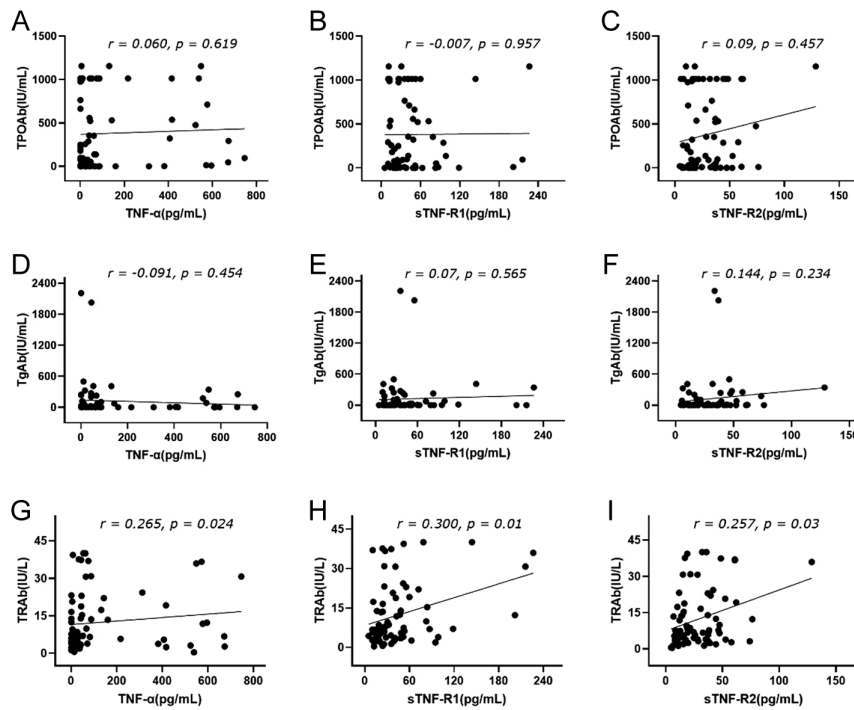 A
r = 0.060, p = 0.619
TPOAb(IU/mL)
1500
1000
500
0
0 200 400 600 800
TNF-α(pg/mL)
B
r = -0.007, p = 0.957
TPOAb(IU/mL)
1500
1000
500
0
0 60 120 180 240
sTNF-R1(pg/mL)
C
r = 0.09, p = 0.457
TPOAb(IU/mL)
1500
1000
500
0
0 50 100 150
sTNF-R2(pg/mL)
D
r = -0.091, p = 0.454
TgAb(IU/mL)
2400
1800
1200
600
0
0 200 400 600 800
TNF-α(pg/mL)
E
r = 0.07, p = 0.565
TgAb(IU/mL)
2400
1800
1200
600
0
0 60 120 180 240
sTNF-R1(pg/mL)
F
r = 0.144, p = 0.234
TgAb(IU/mL)
2400
1800
1200
600
0
0 50 100 150
sTNF-R2(pg/mL)
G
r = 0.265, p = 0.024
TRAb(IU/L)
45
30
15
0
0 200 400 600 800
TNF-α(pg/mL)
H
r = 0.300, p = 0.01
TRAb(IU/L)
45
30
15
0
0 60 120 180 240
sTNF-R1(pg/mL)
I
r = 0.257, p = 0.03
TRAb(IU/L)
45
30
15
0
0 50 100 150
sTNF-R2(pg/mL)